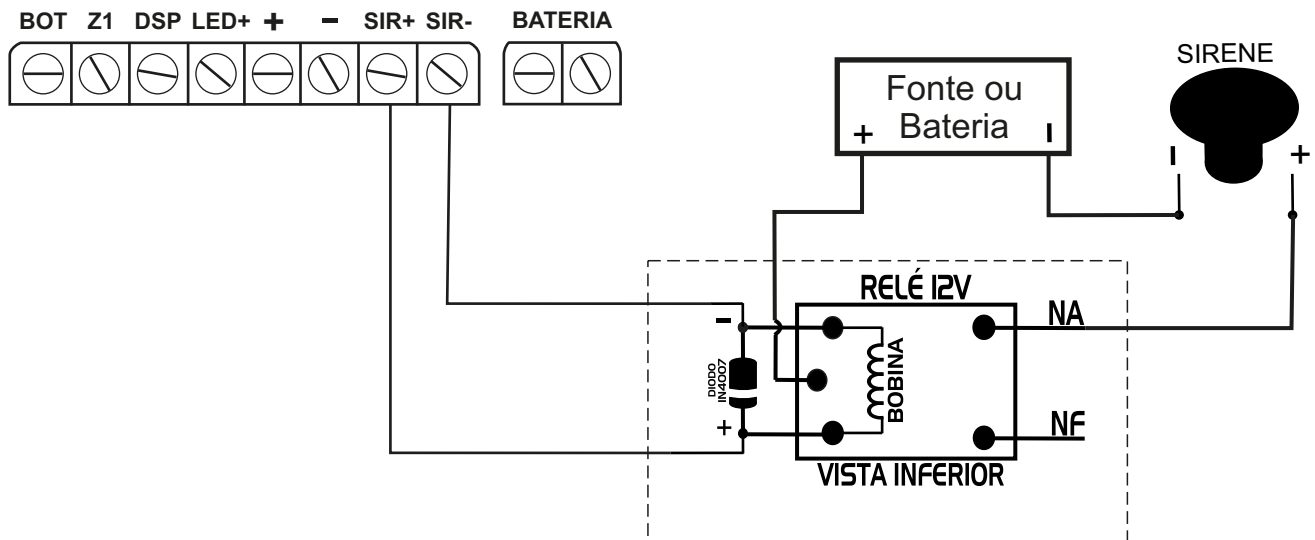 BOT Z1 DSP LED+ + - SIR+ SIR- BATERIA
SIRENE
Fonte ou
Bateria
+ -
- +
RELÉ 12V
NA
-
DIODO
IN4007
BOBINA
+
NF
VISTA INFERIOR